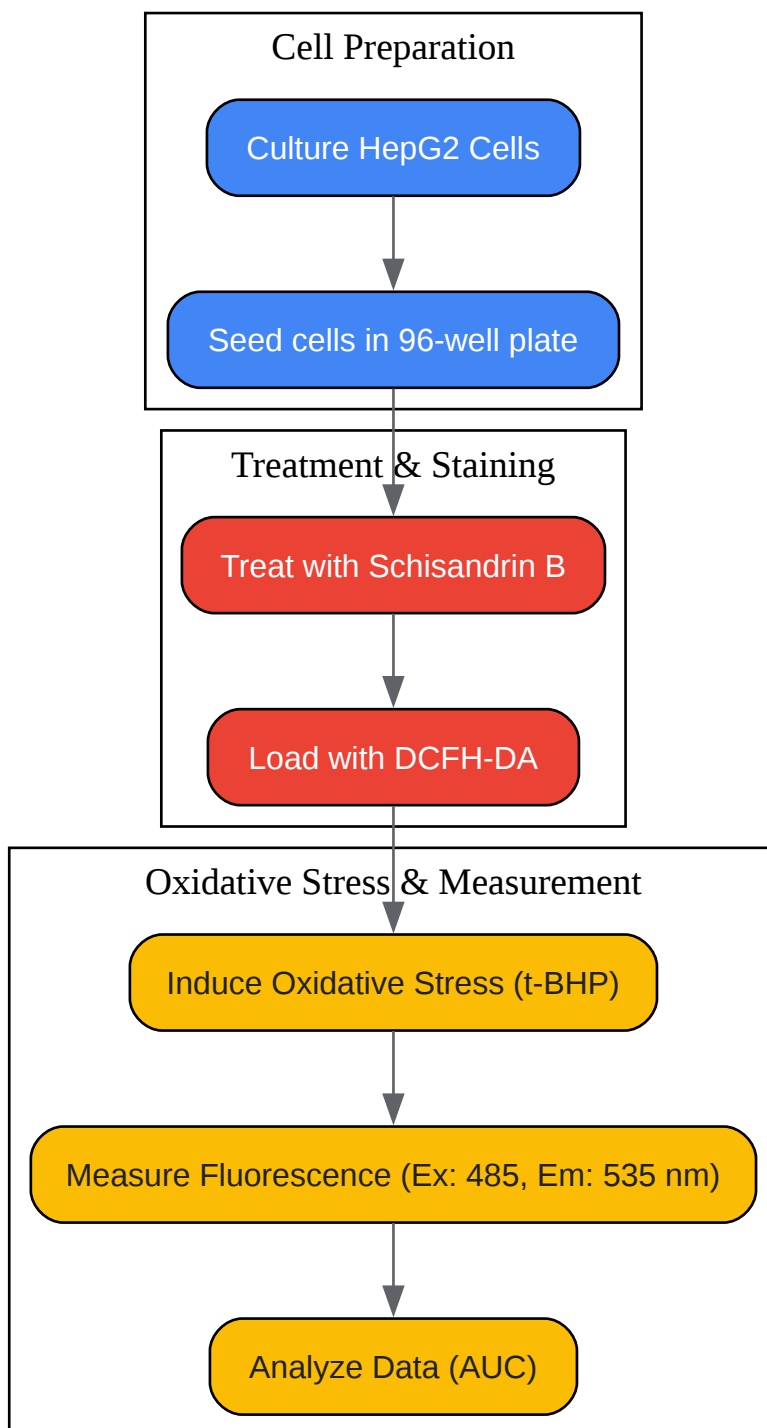 Cell Preparation
Culture HepG2 Cells
Seed cells in 96-well plate
Treatment & Staining
Treat with Schisandrin B
Load with DCFH-DA
Oxidative Stress & Measurement
Induce Oxidative Stress (t-BHP)
Measure Fluorescence (Ex: 485, Em: 535 nm)
Analyze Data (AUC)